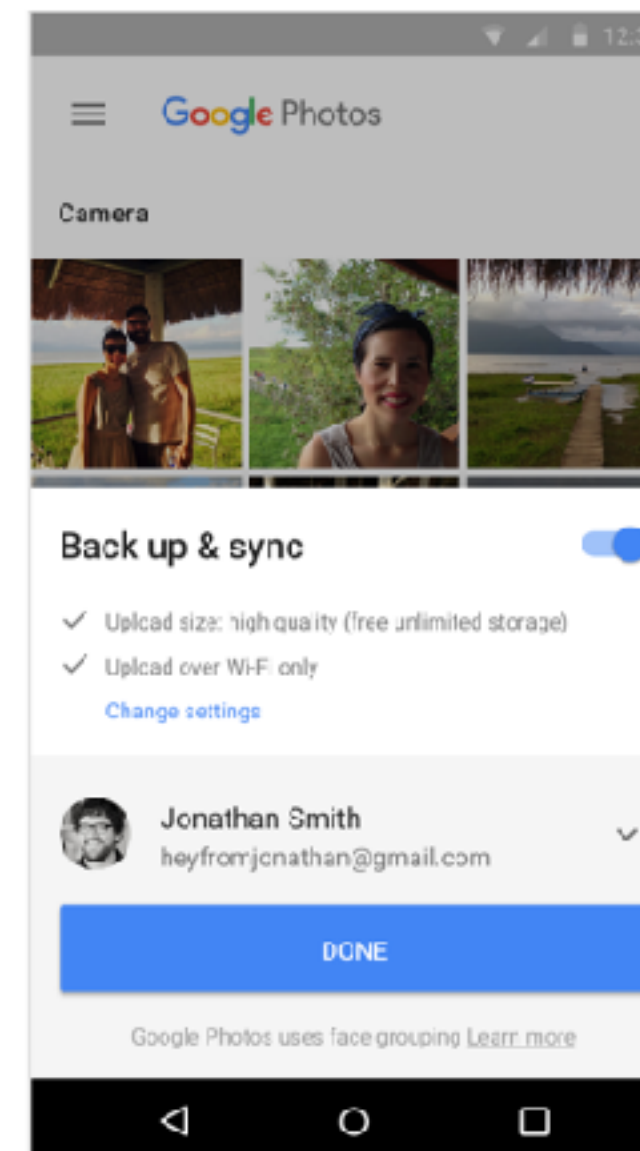 Google Photos
Camera
Back up & sync
Upload size: high quality (free unlimited storage)
Upload over Wi-Fi only
Change settings
Jonathan Smith
heyfromjonathan@gmail.com
DONE
Google Photos uses face grouping Learn more